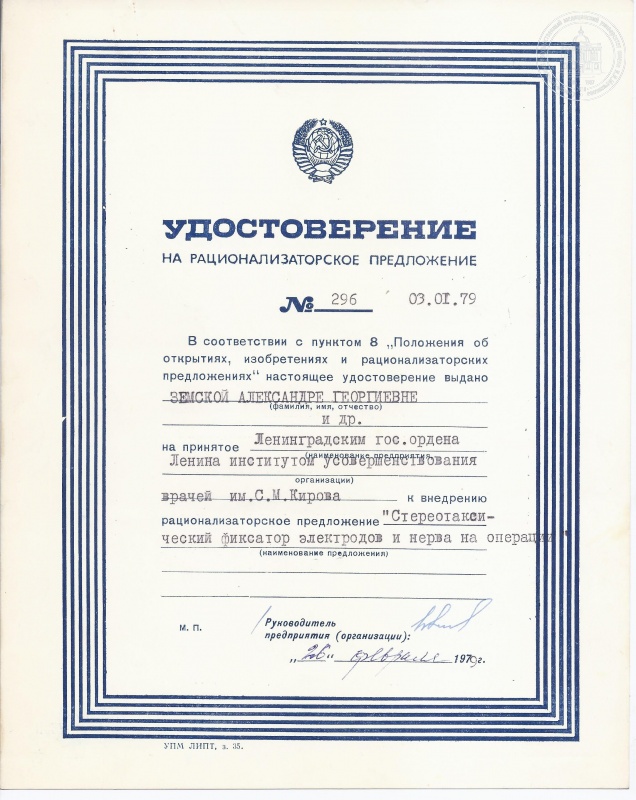 УДОСТОВЕРЕНИЕ
НА РАЦИОНАЛИЗАТОРСКОЕ ПРЕДЛОЖЕНИЕ
№ 296 03.01.79
В соответствии с пунктом 8 „Положения об
открытиях, изобретениях и рационализаторских
предложениях“ настоящее удостоверение выдано
ЗЕМСКОЙ АЛЕКСАНДРЕ ГЕОРГИЕВНЕ
(фамилия, имя, отчество)
и др.
на принятое Ленинградским гос.ордена
(наименование предприятия,
Ленина институтом усовершенствования
организации)
врачей им.С.М.Кирова к внедрению
рационализаторское предложение "Стереотакси-
ческий фиксатор электродов и нерва на операции"
(наименование предложения)
М. П.
Руководитель
предприятия (организации):
„26“ февраля 1979 г.
УПМ ЛИПТ, з. 35.